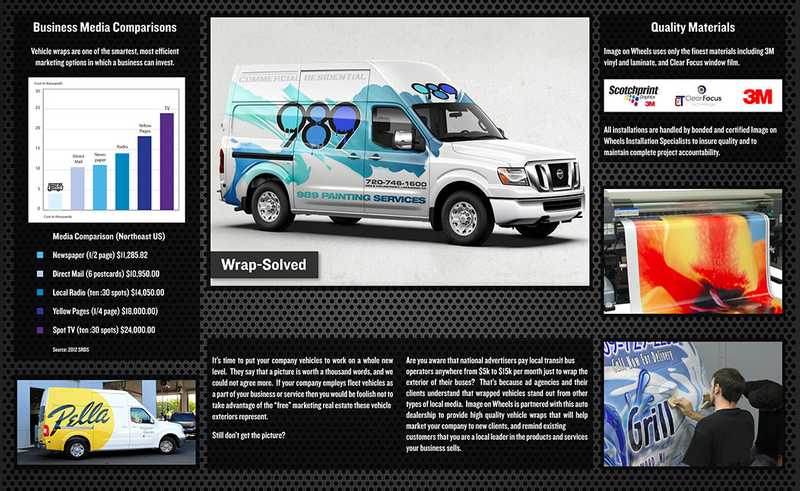 Business Media Comparisons
Vehicle wraps are one of the smartest, most efficient
marketing options in which a business can invest.
Cost in thousands
30
25
20
15
10
5
0
Direct
Mail
News
paper
Radio
Yellow
Pages
TV
Cost in thousands
Media Comparison (Northeast US)
Newspaper (1/2 page) $11,285.82
Direct Mail (6 postcards) $10,950.00
Local Radio (ten :30 spots) $14,050.00
Yellow Pages (1/4 page) $18,000.00)
Spot TV (ten :30 spots) $24,000.00
Source: 2012 SRDS
Pella
COMMERCIAL RESIDENTIAL
989
989
720-746-1600
989 PAINTING SERVICES
Wrap-Solved
It's time to put your company vehicles to work on a whole new
level. They say that a picture is worth a thousand words, and we
could not agree more. If your company employs fleet vehicles as
a part of your business or service then you would be foolish not to
take advantage of the "free" marketing real estate these vehicle
exteriors represent.
Still don't get the picture?
Are you aware that national advertisers pay local transit bus
operators anywhere from $5k to $15k per month just to wrap the
exterior of their buses? That's because ad agencies and their
clients understand that wrapped vehicles stand out from other
types of local media. Image on Wheels is partnered with this auto
dealership to provide high quality vehicle wraps that will help
market your company to new clients, and remind existing
customers that you are a local leader in the products and services
your business sells.
Quality Materials
Image on Wheels uses only the finest materials including 3M
vinyl and laminate, and Clear Focus window film.
Scotchprint
Graphics
3M
ClearFocus
3M
All installations are handled by bonded and certified Image on
Wheels Installation Specialists to insure quality and to
maintain complete project accountability.
Call Now For Delivery
Grill